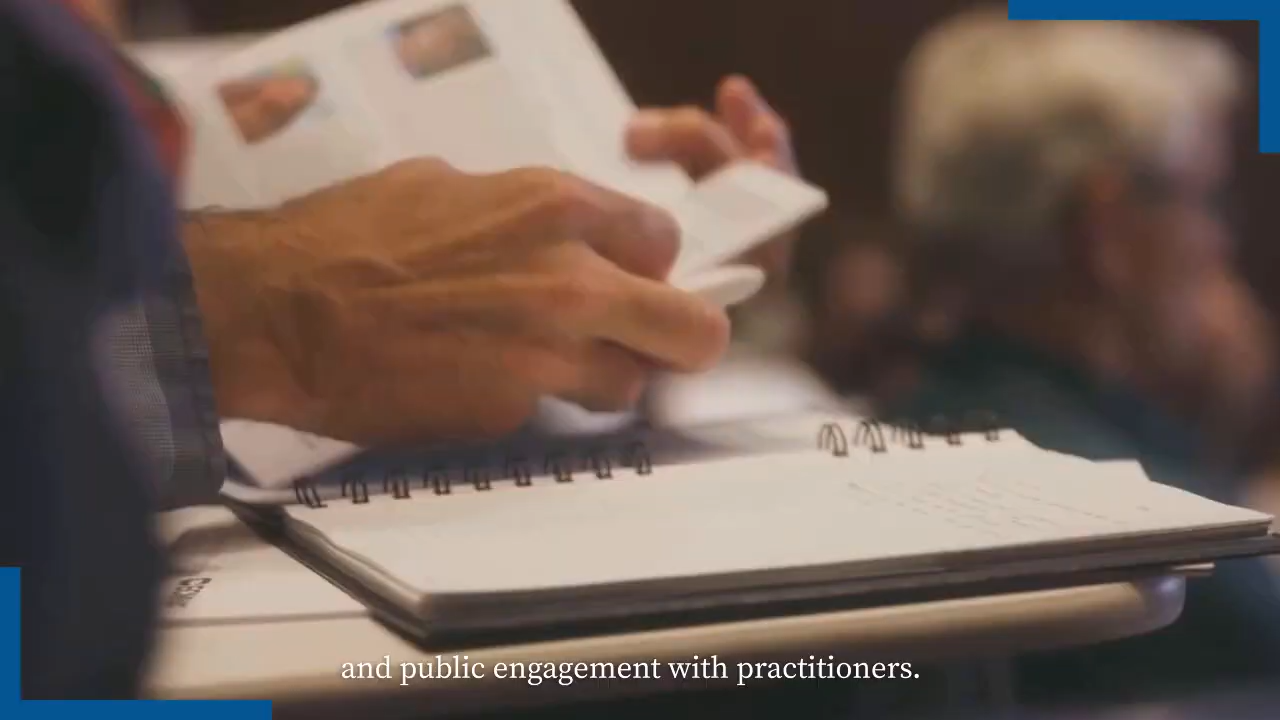 and public engagement with practitioners.